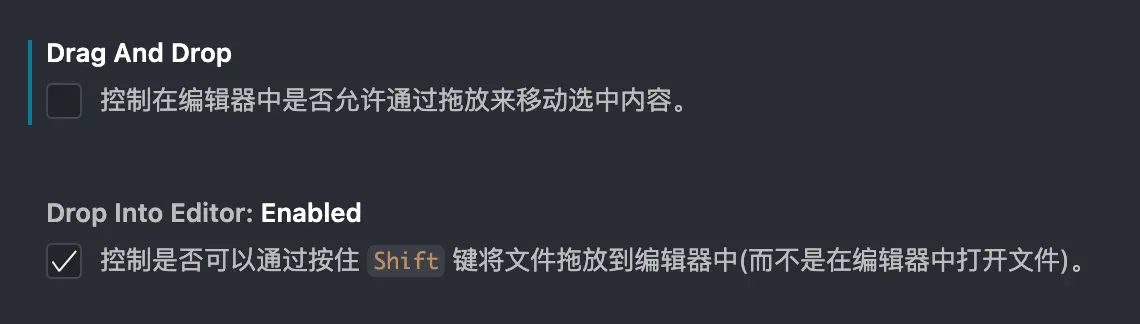 Drag And Drop
控制在编辑器中是否允许通过拖放来移动选中内容。
Drop Into Editor: Enabled
控制是否可以通过按住 Shift 键将文件拖放到编辑器中(而不是在编辑器中打开文件)。